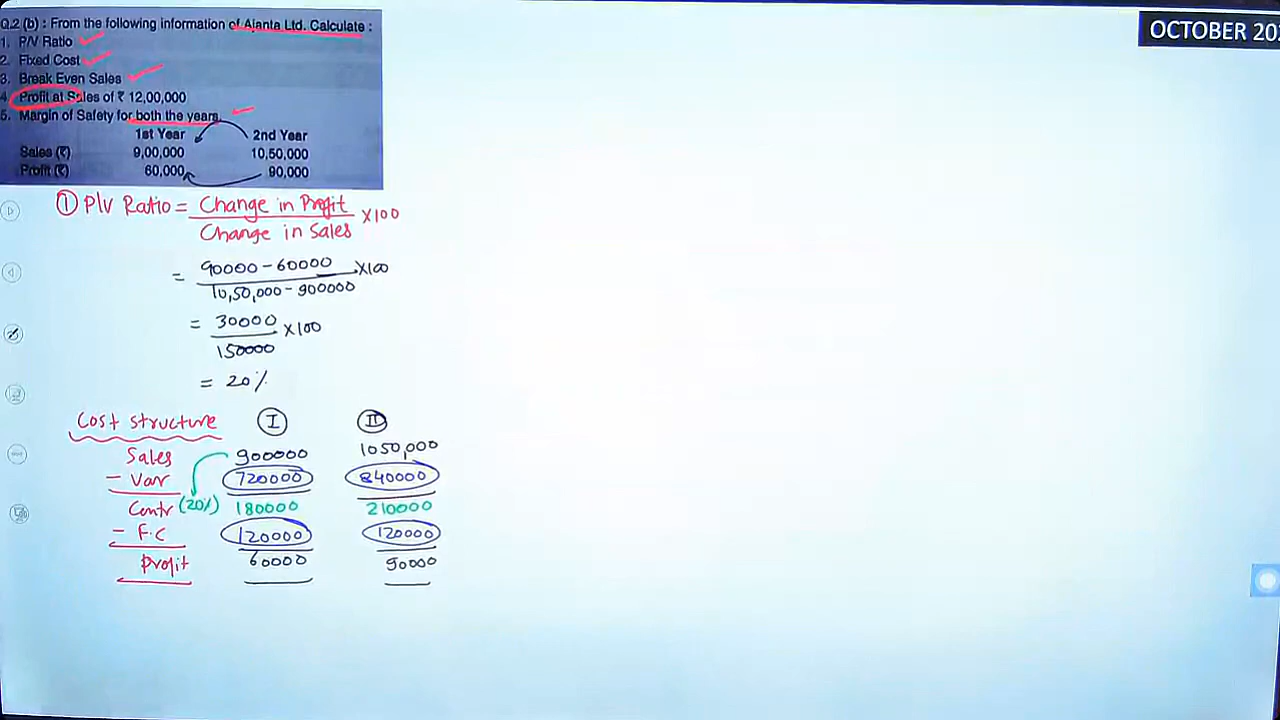 Q.2 (b) : From the following information of Ajanta Ltd. Calculate :
1. P/V Ratio
2. Fixed Cost
3. Break Even Sales
4 Profit at Sales of ₹ 12,00,000
5. Margin of Safety for both the years.
1st Year 2nd Year
Sales (₹) 9,00,000 10,50,000
Profit (₹) 60,000 90,000
OCTOBER 202
① P/V Ratio = Change in Profit / Change in Sales ×100
= 90000 - 60000 / 10,50,000 - 900000 ×100
= 30000 / 150000 ×100
= 20%
Cost structure I II
Sales 900000 1050,000
- Var 720000 840000
Contr (20%) 180000 210000
- F.C 120000 120000
Profit 60000 90000